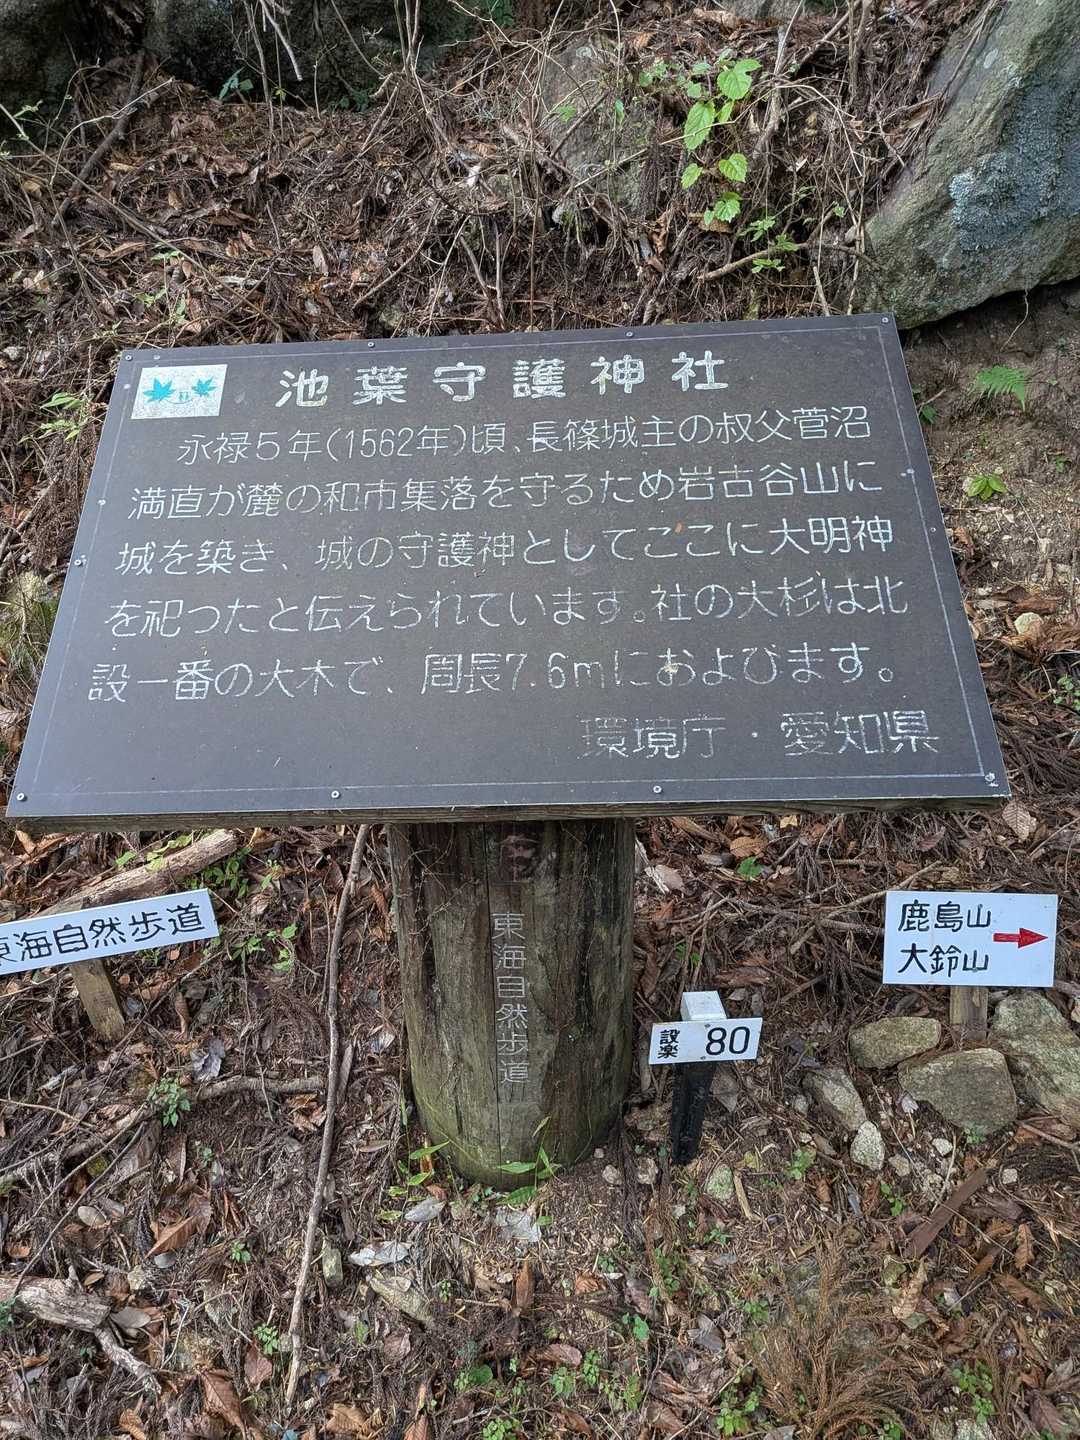 池葉守護神社
永禄5年(1562年)頃、長篠城主の叔父菅沼
満直が麓の和市集落を守るため岩古谷山に
城を築き、城の守護神としてここに大明神
を祀つたと伝えられています。社の大杉は北
設一番の大木で、周長7.6mにおよびます。
環境庁・愛知県
東海自然歩道
東海自然歩道
鹿島山
大鈴山
設楽 80